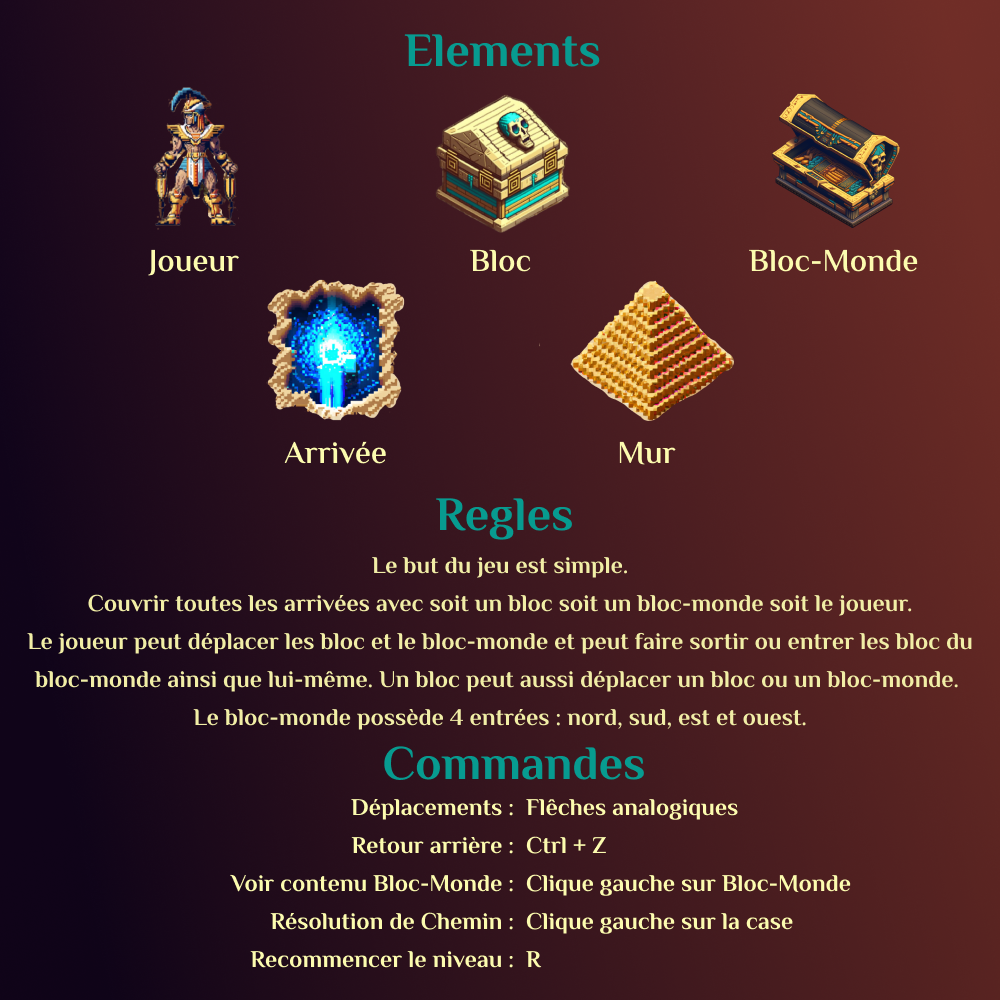 Elements
Joueur Bloc Bloc-Monde
Arrivée Mur
Regles
Le but du jeu est simple.
Couvrir toutes les arrivées avec soit un bloc soit un bloc-monde soit le joueur.
Le joueur peut déplacer les bloc et le bloc-monde et peut faire sortir ou entrer les bloc du
bloc-monde ainsi que lui-même. Un bloc peut aussi déplacer un bloc ou un bloc-monde.
Le bloc-monde possède 4 entrées : nord, sud, est et ouest.
Commandes
Déplacements : Flêches analogiques
Retour arrière : Ctrl + Z
Voir contenu Bloc-Monde : Clique gauche sur Bloc-Monde
Résolution de Chemin : Clique gauche sur la case
Recommencer le niveau : R